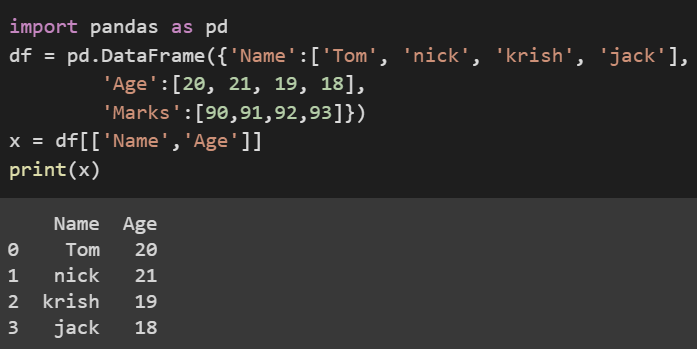 import pandas as pd
df = pd.DataFrame({'Name':['Tom', 'nick', 'krish', 'jack'],
        'Age':[20, 21, 19, 18],
        'Marks':[90,91,92,93]})
x = df[['Name','Age']]
print(x)
    Name  Age
0    Tom   20
1   nick   21
2  krish   19
3   jack   18